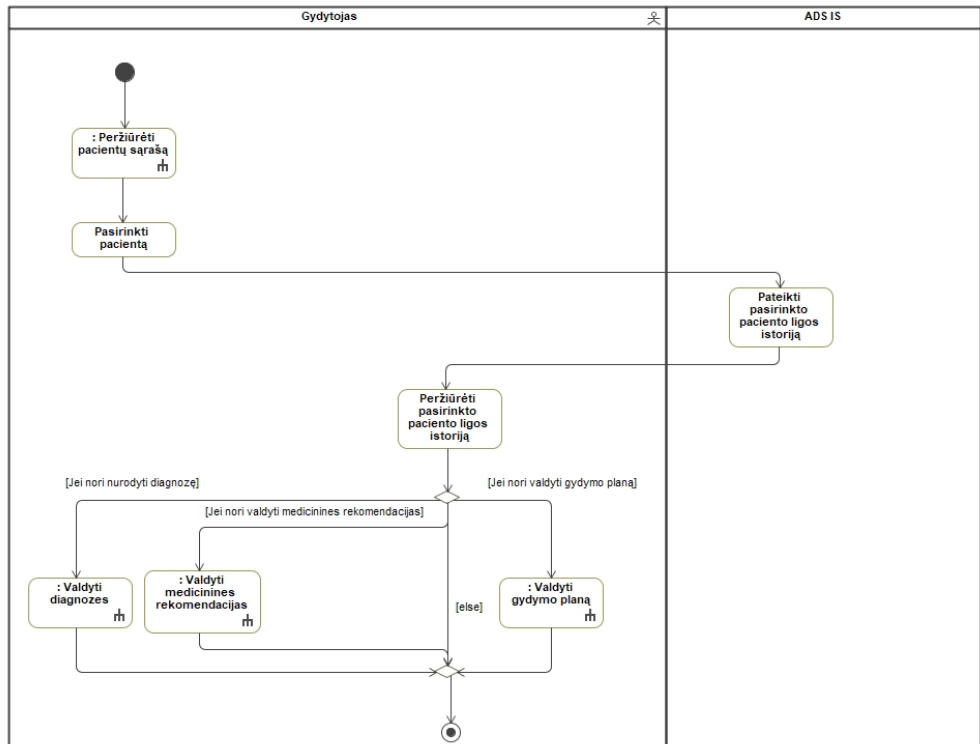 Gydytojas
ADS IS
: Peržiūrėti
pacientų sąrašą
Pasirinkti
pacientą
Pateikti
pasirinkto
paciento ligos
istoriją
Peržiūrėti
pasirinkto
paciento ligos
istoriją
[Jei nori nurodyti diagnozę]
[Jei nori valdyti gydymo planą]
[Jei nori valdyti medicinines rekomendacijas]
: Valdyti
diagnozes
: Valdyti
medicinines
rekomendacijas
[else]
: Valdyti
gydymo planą